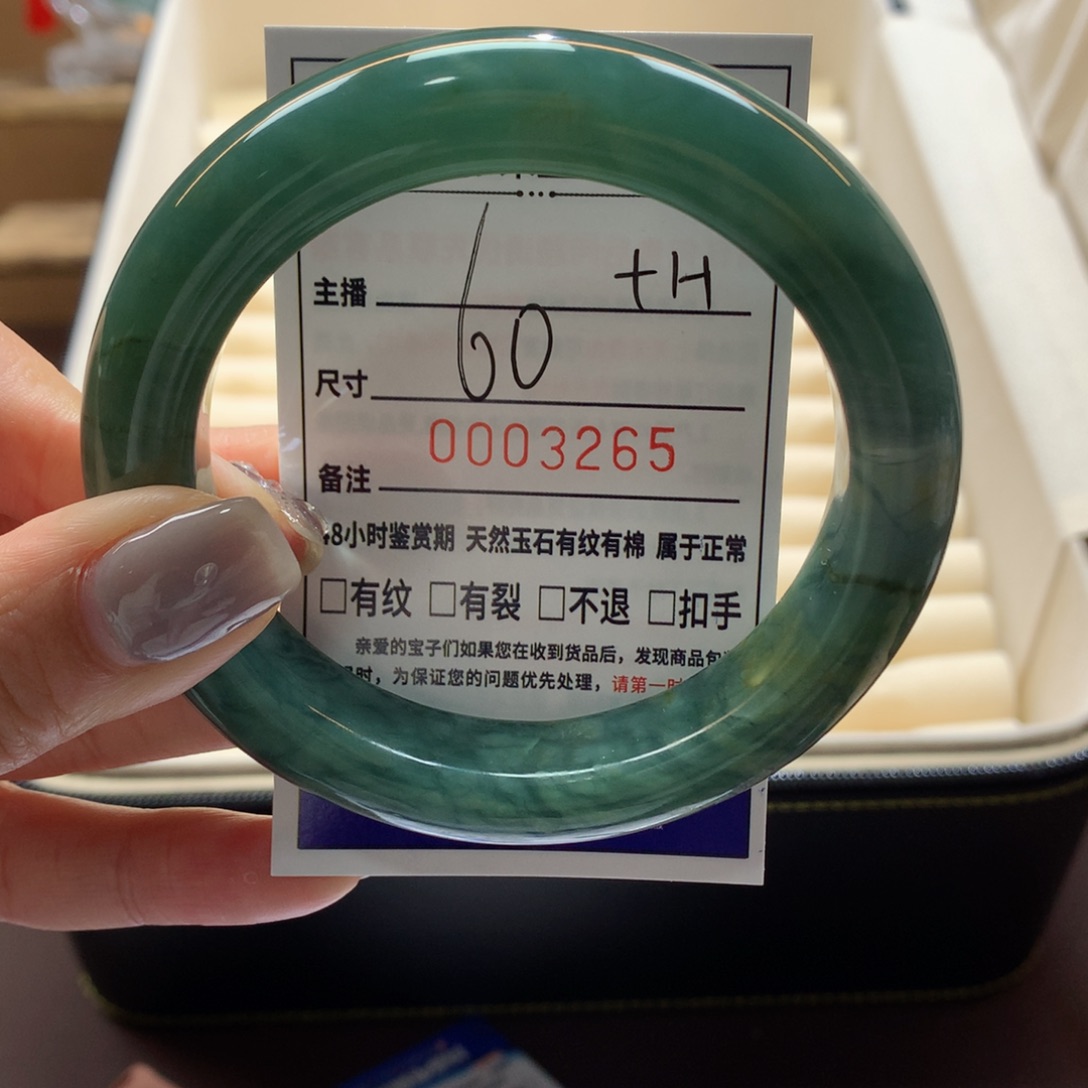 主播 tH
尺寸 60
0003265
备注
8小时鉴赏期 天然玉石有纹有棉 属于正常
□有纹 □有裂 □不退 □扣手
亲爱的宝子们如果您在收到货品后，发现商品包
时，为保证您的问题优先处理，请第一时